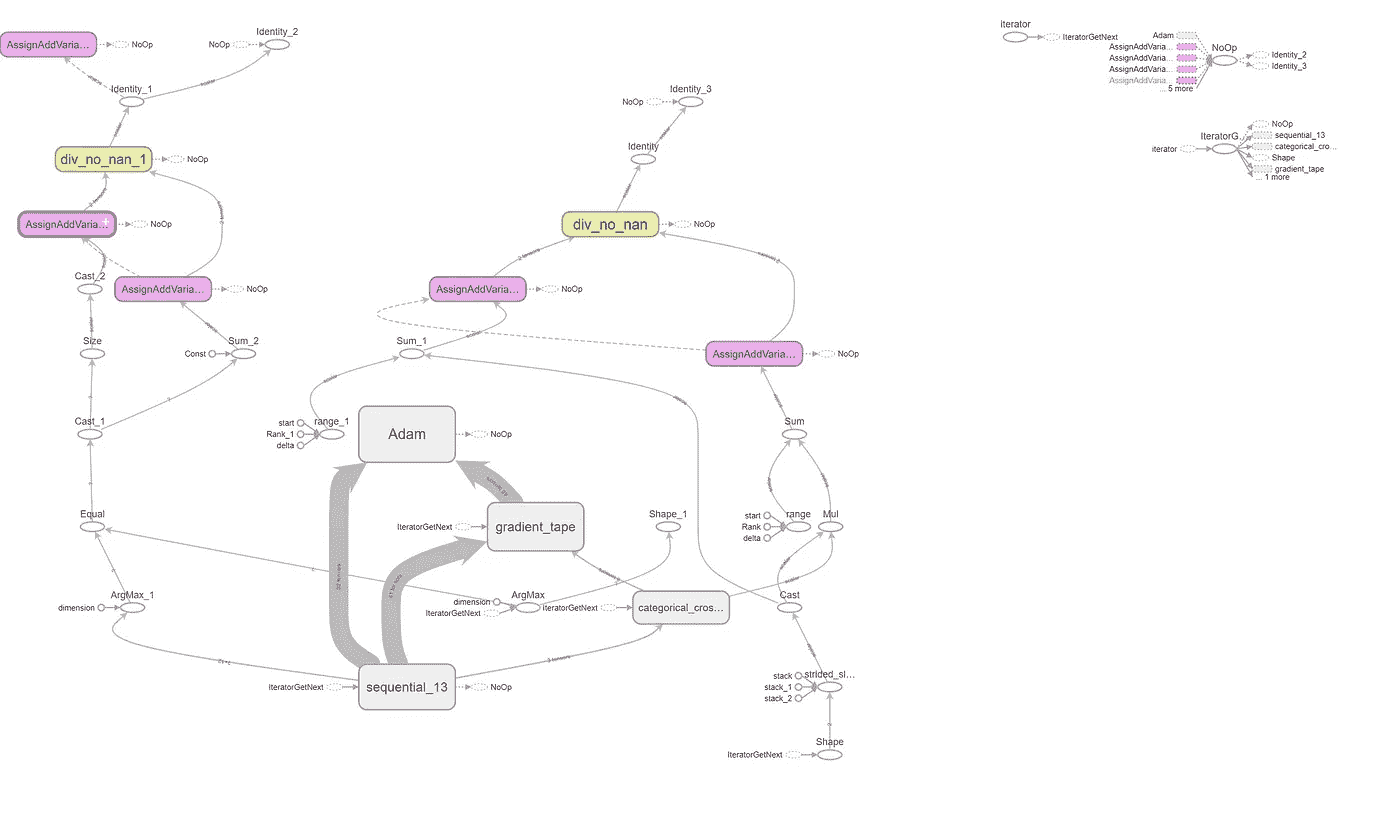 Identity_2
AssignAddVaria...
NoOp
NoOp
Identity_1
div_no_nan_1
NoOp
AssignAddVaria...
NoOp
Cast_2
AssignAddVaria...
NoOp
Size
Const
Sum_2
Cast_1
Equal
dimension
ArgMax_1
Identity_3
NoOp
Identity
div_no_nan
NoOp
AssignAddVaria...
NoOp
Sum_1
AssignAddVaria...
NoOp
start
range_1
Rank_1
delta
Adam
NoOp
Sum
IteratorGetNext
gradient_tape
Shape_1
start
range
Mul
Rank
delta
dimension
ArgMax
IteratorGetNext
IteratorGetNext
categorical_cros...
Cast
IteratorGetNext
sequential_13
NoOp
stack
strided_sl...
stack_1
stack_2
IteratorGetNext
Shape
iterator
IteratorGetNext
Adam
AssignAddVaria...
AssignAddVaria...
AssignAddVaria...
AssignAddVaria...
... 5 more
NoOp
Identity_2
Identity_3
iterator
IteratorG...
NoOp
sequential_13
categorical_cro...
Shape
gradient_tape
... 1 more